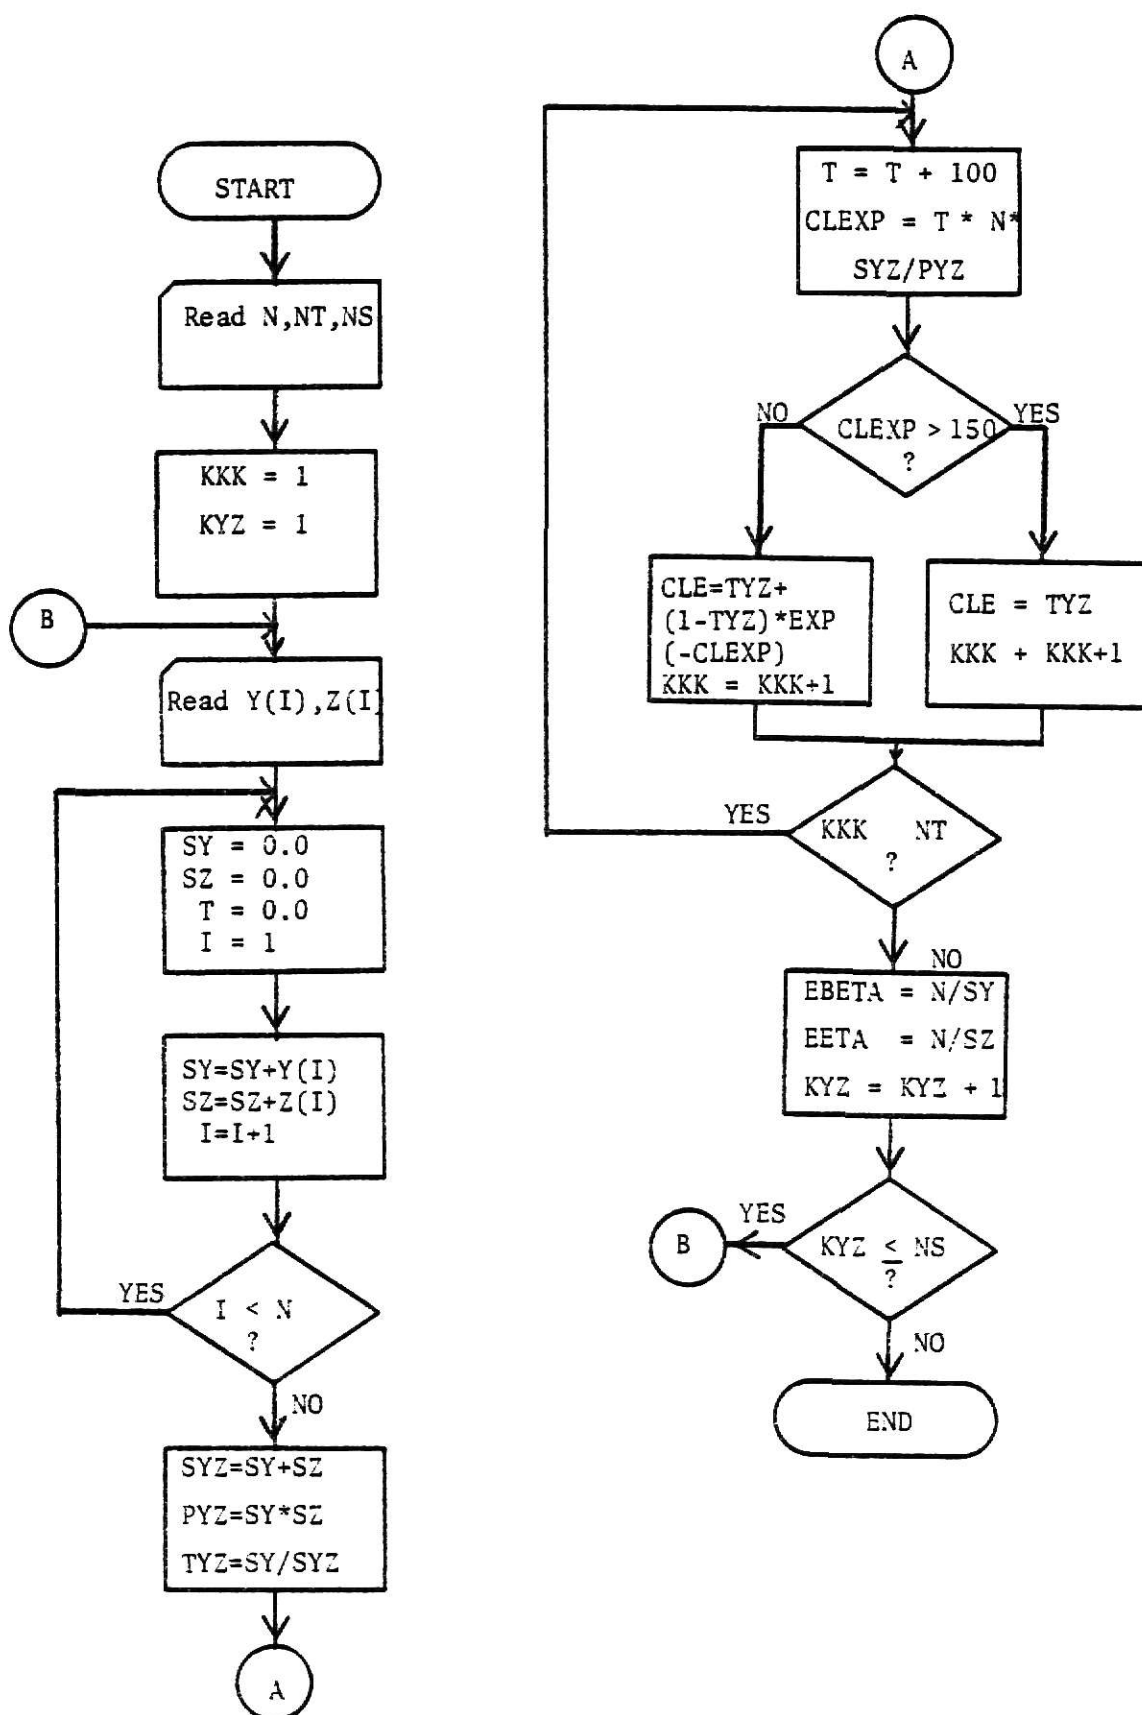 START
Read N,NT,NS
KKK = 1
KYZ = 1
B
Read Y(I),Z(I)
SY = 0.0
SZ = 0.0
T = 0.0
I = 1
SY=SY+Y(I)
SZ=SZ+Z(I)
I=I+1
YES
I < N
?
NO
SYZ=SY+SZ
PYZ=SY*SZ
TYZ=SY/SYZ
A
A
T = T + 100
CLEXP = T * N*
SYZ/PYZ
NO
CLEXP > 150
?
YES
CLE=TYZ+
(1-TYZ)*EXP
(-CLEXP)
KKK = KKK+1
CLE = TYZ
KKK + KKK+1
YES
KKK NT
?
NO
EBETA = N/SY
EETA = N/SZ
KYZ = KYZ + 1
YES
B
KYZ ≤ NS
?
NO
END